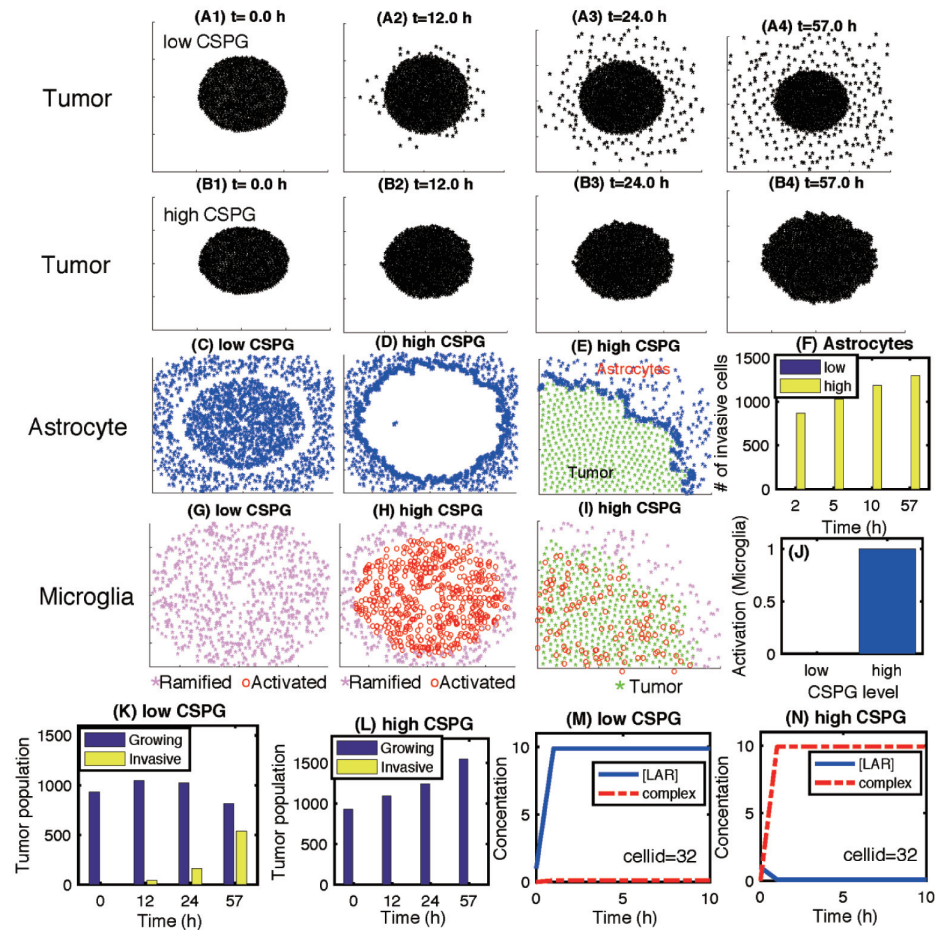 (A1) t= 0.0 h
(A2) t=12.0 h
(A3) t=24.0 h
(A4) t=57.0 h
low CSPG
Tumor
(B1) t= 0.0 h
(B2) t=12.0 h
(B3) t=24.0 h
(B4) t=57.0 h
high CSPG
Tumor
(C) low CSPG
(D) high CSPG
(E) high CSPG
(F) Astrocytes
Astrocyte
Astrocytes
Tumor
low
high
# of invasive cells
1500
1000
500
0
2 5 10 57
Time (h)
(G) low CSPG
(H) high CSPG
(I) high CSPG
(J)
Microglia
*Ramified oActivated
*Ramified oActivated
* Tumor
Activation (Microglia)
1
0.5
0
low high
CSPG level
(K) low CSPG
Growing
Invasive
Tumor population
1500
1000
500
0
0 12 24 57
Time (h)
(L) high CSPG
Growing
Invasive
Tumor population
1500
1000
500
0
0 12 24 57
Time (h)
(M) low CSPG
[LAR]
complex
Concentation
10
5
0
cellid=32
0 5 10
Time (h)
(N) high CSPG
[LAR]
complex
Concentation
10
5
0
cellid=32
0 5 10
Time (h)